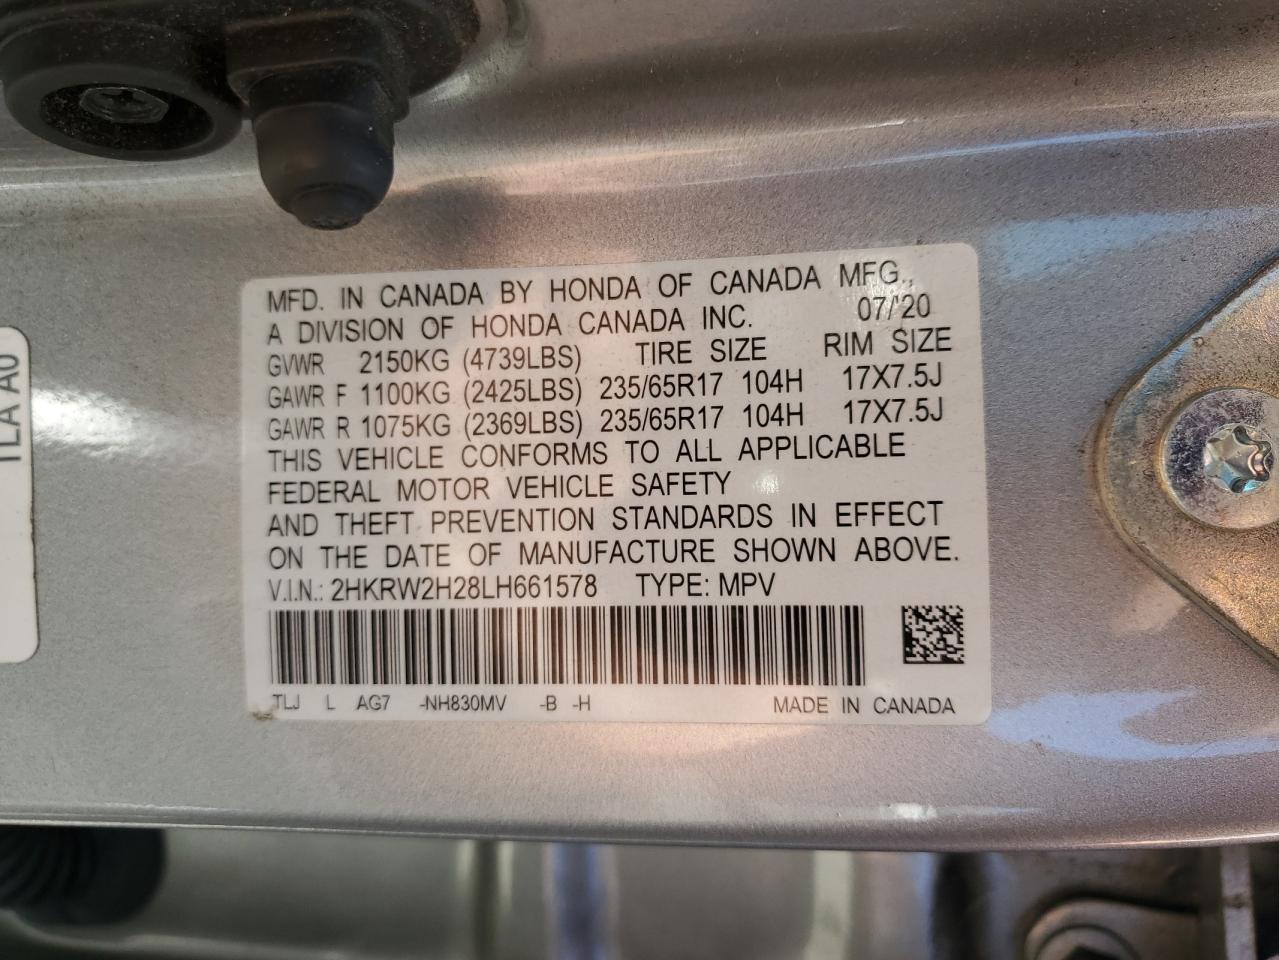 MFD. IN CANADA BY HONDA OF CANADA MFG.,
A DIVISION OF HONDA CANADA INC. 07/'20
GVWR 2150KG (4739LBS) TIRE SIZE RIM SIZE
GAWR F 1100KG (2425LBS) 235/65R17 104H 17X7.5J
GAWR R 1075KG (2369LBS) 235/65R17 104H 17X7.5J
THIS VEHICLE CONFORMS TO ALL APPLICABLE
FEDERAL MOTOR VEHICLE SAFETY
AND THEFT PREVENTION STANDARDS IN EFFECT
ON THE DATE OF MANUFACTURE SHOWN ABOVE.
V.I.N.: 2HKRW2H28LH661578 TYPE: MPV
TLJ L AG7 -NH830MV -B -H MADE IN CANADA
TLA A0